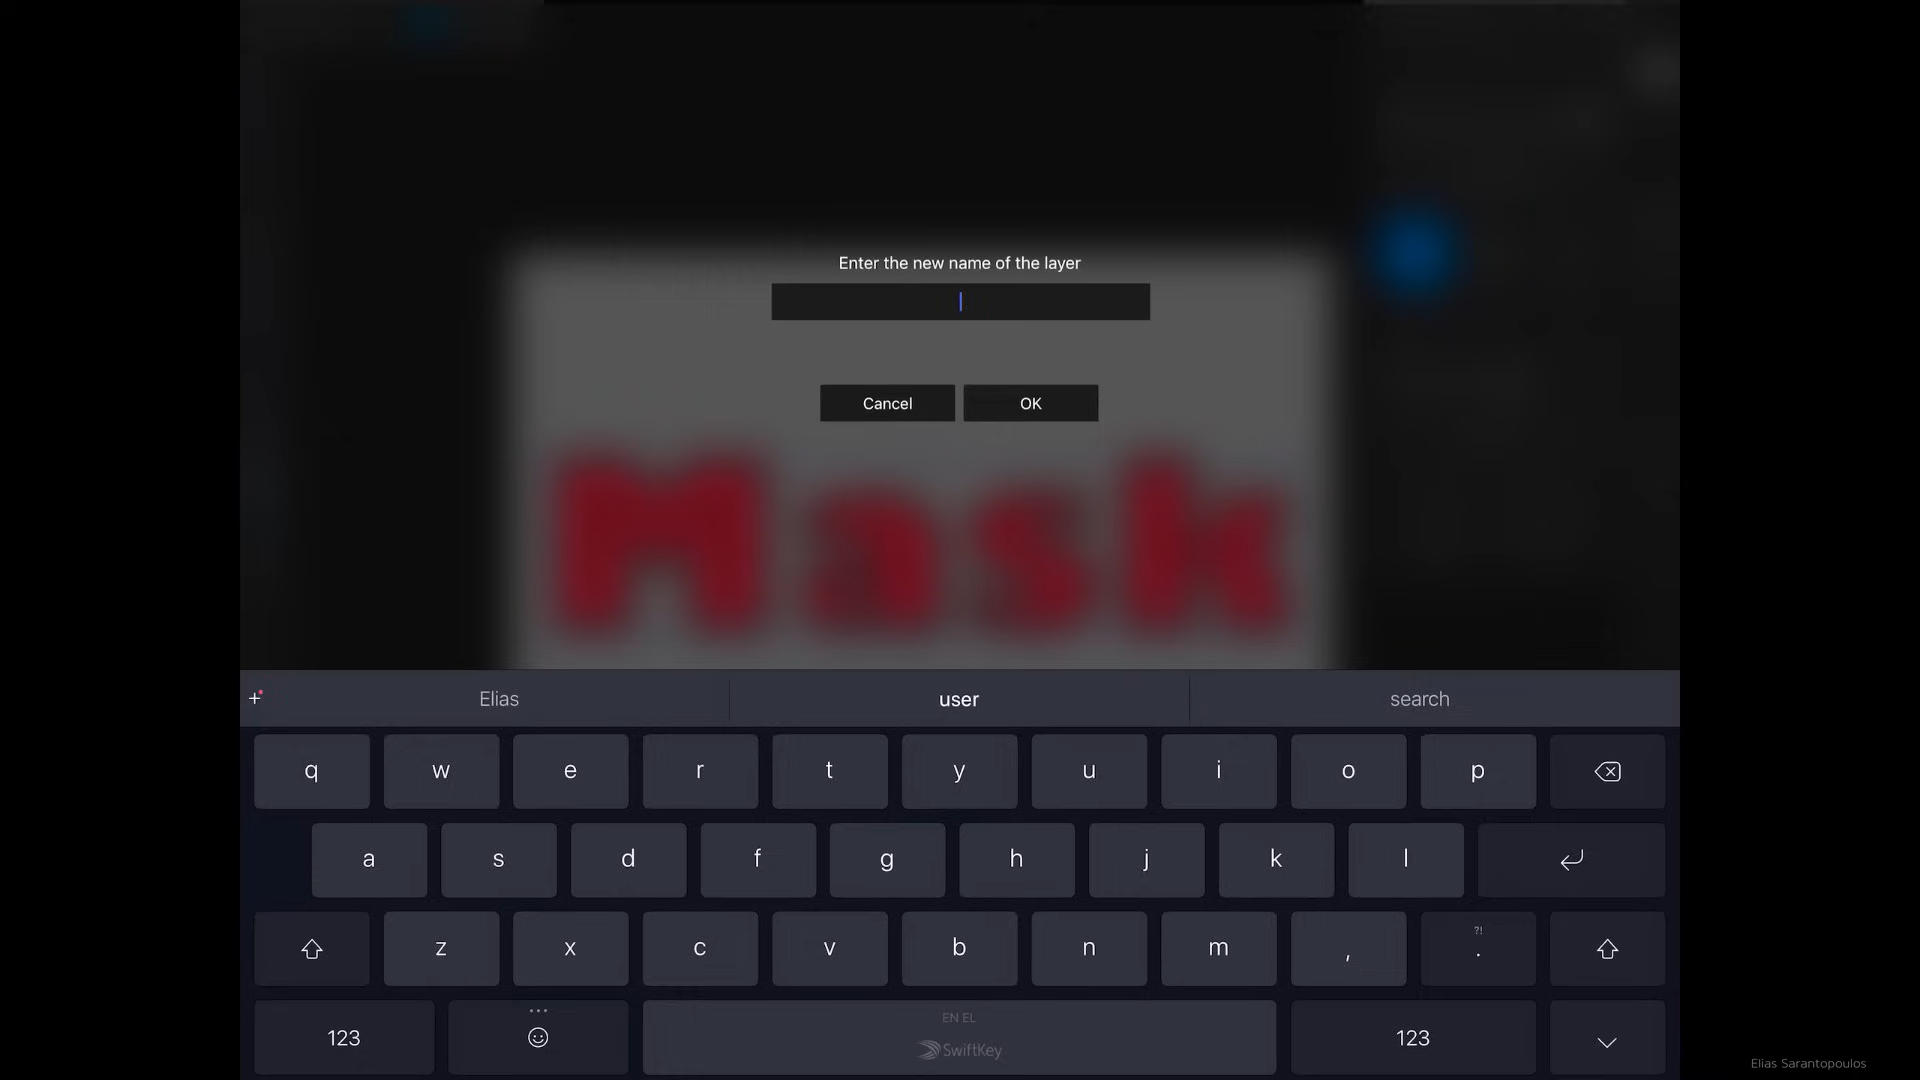 Enter the new name of the layer
Cancel OK
Mask
+ Elias user search
q w e r t y u i o p
a s d f g h j k l
z x c v b n m , ?! .
123 EN EL SwiftKey 123
Elias Sarantopoulos